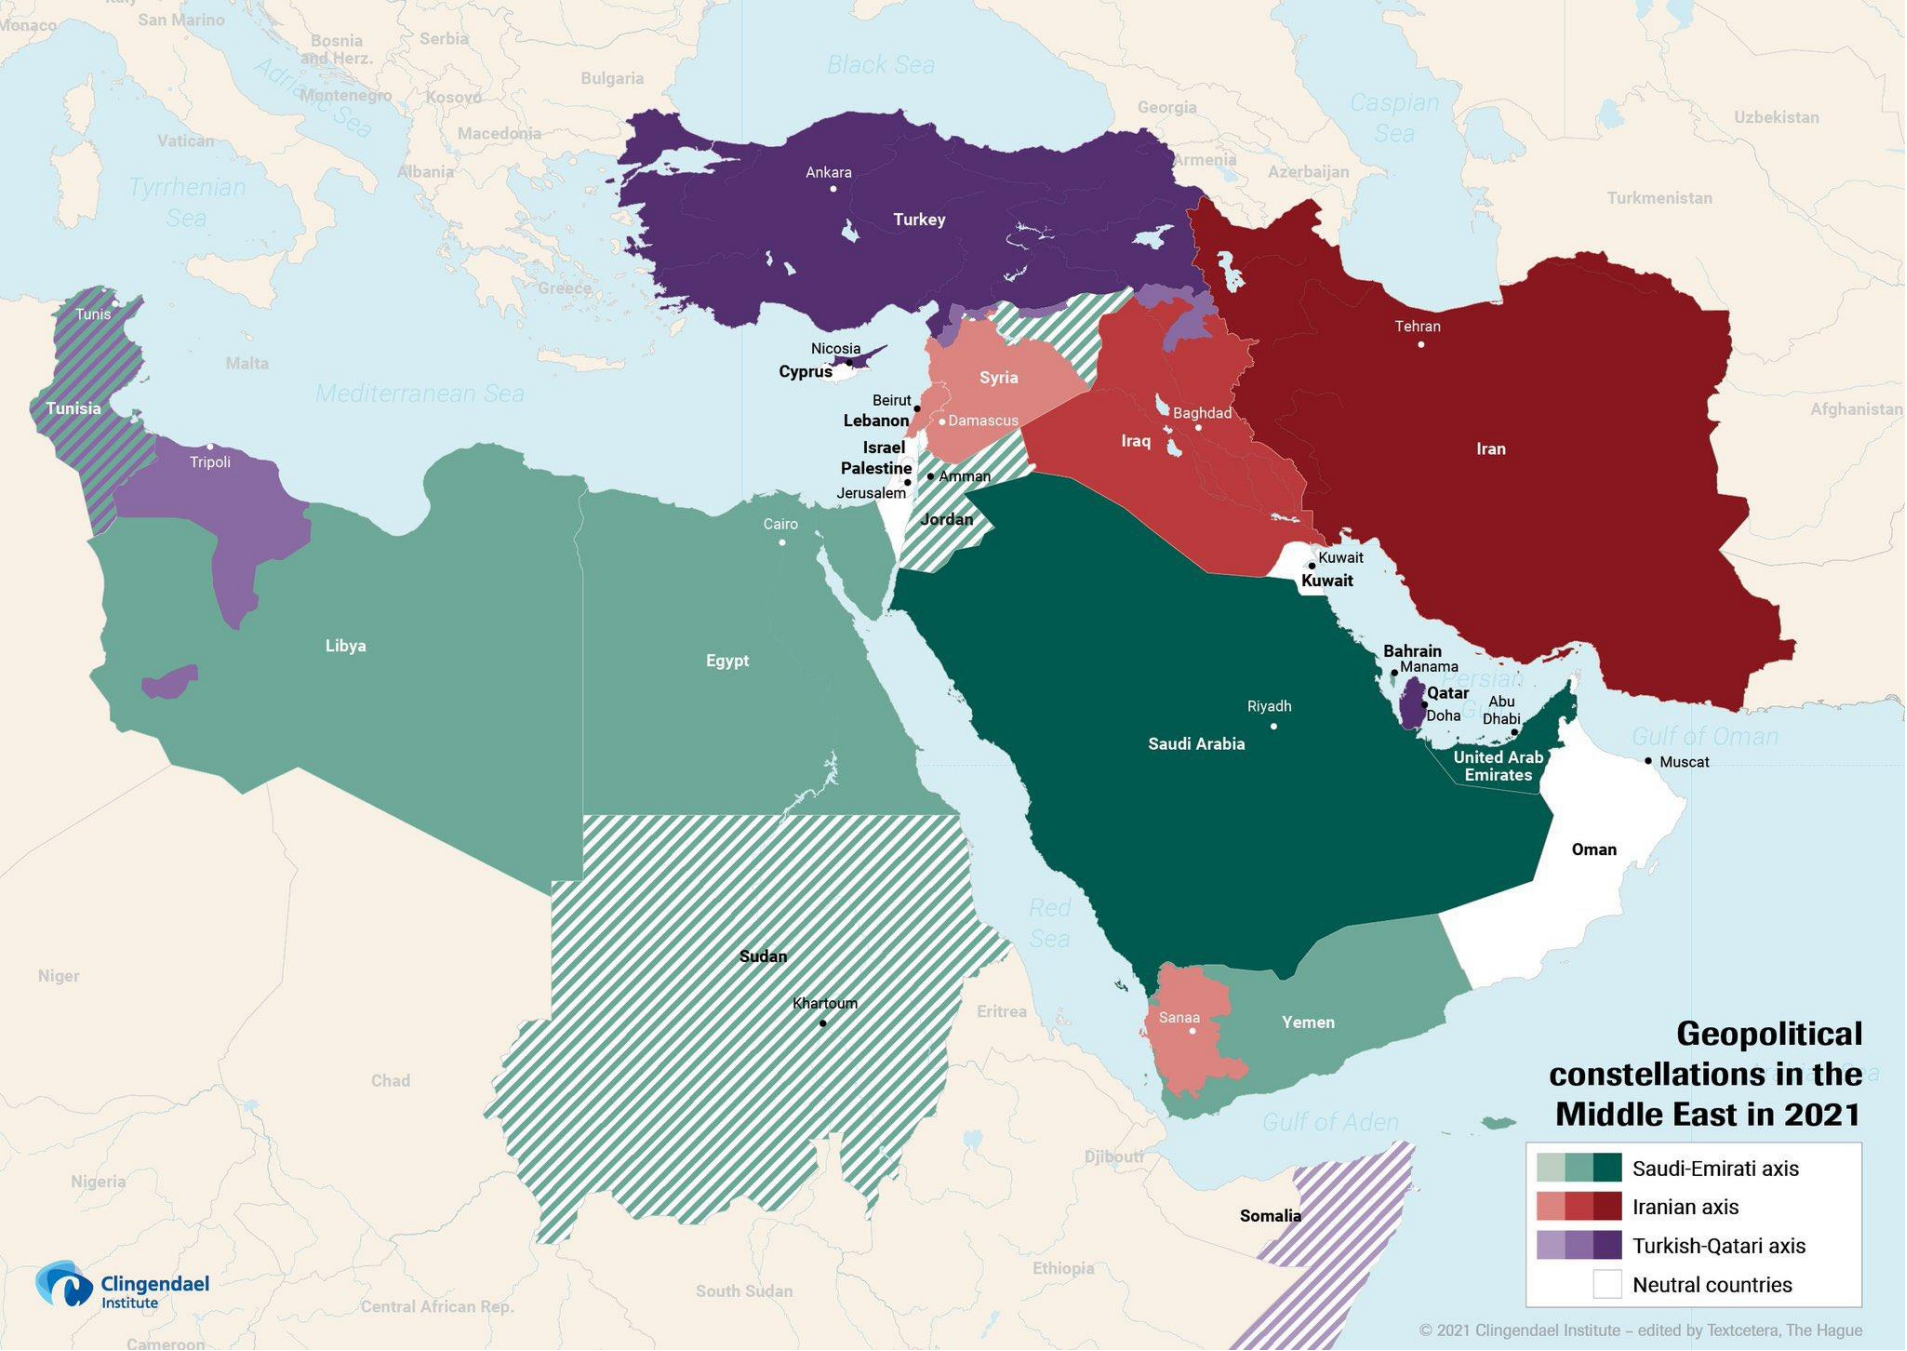 Italy
Monaco
San Marino
Bosnia
and Herz.
Serbia
Adriatic Sea
Montenegro
Kosovo
Bulgaria
Black Sea
Georgia
Caspian
Sea
Uzbekistan
Vatican
Macedonia
Albania
Armenia
Azerbaijan
Turkmenistan
Tyrrhenian
Sea
Ankara
Turkey
Greece
Tunis
Tunisia
Malta
Mediterranean Sea
Nicosia
Cyprus
Beirut
Lebanon
Syria
Damascus
Israel
Palestine
Jerusalem
Amman
Jordan
Baghdad
Iraq
Tehran
Iran
Afghanistan
Tripoli
Libya
Cairo
Egypt
Kuwait
Kuwait
Bahrain
Manama
Persian
Gulf
Qatar
Doha
Abu
Dhabi
United Arab
Emirates
Riyadh
Saudi Arabia
Gulf of Oman
Muscat
Oman
Red
Sea
Niger
Sudan
Khartoum
Eritrea
Sanaa
Yemen
Chad
Gulf of Aden
Djibouti
Nigeria
Somalia
Ethiopia
South Sudan
Central African Rep.
Cameroon
Geopolitical
constellations in the
Middle East in 2021
Saudi-Emirati axis
Iranian axis
Turkish-Qatari axis
Neutral countries
Clingendael
Institute
© 2021 Clingendael Institute – edited by Textcetera, The Hague